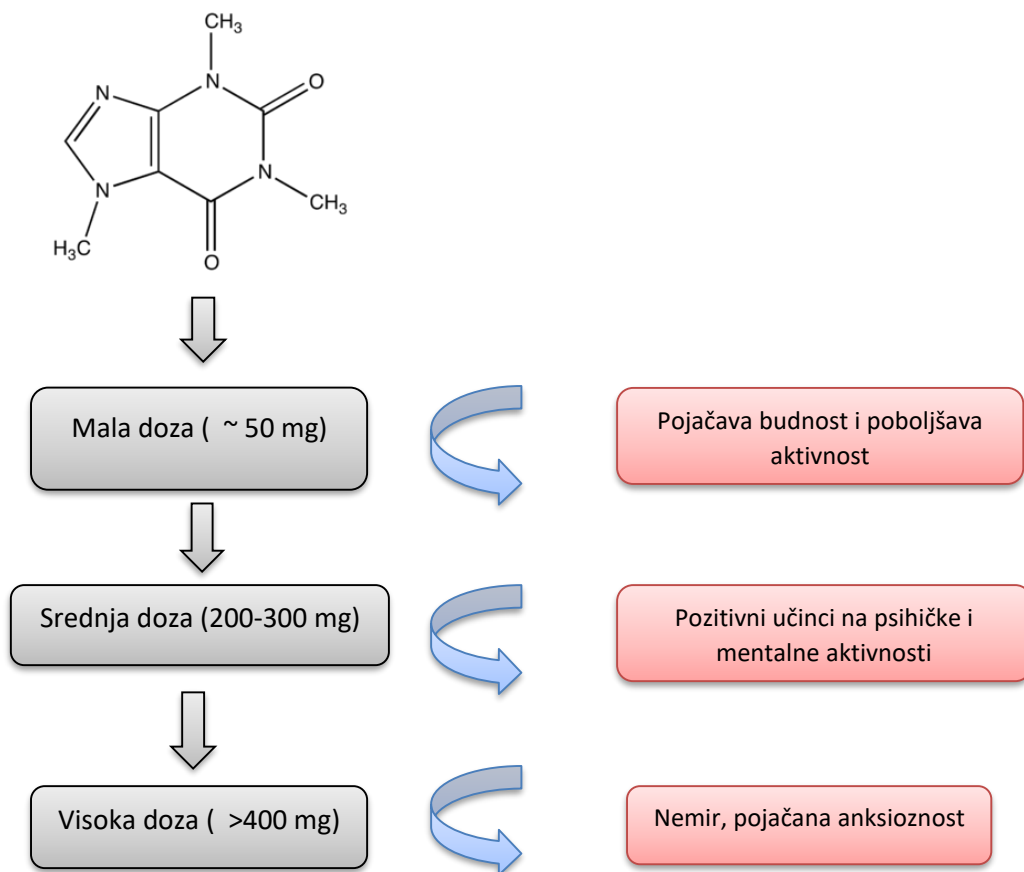 CH3
N
N
O
N
N
CH3
H3C
O
Mala doza ( ~ 50 mg)
Pojačava budnost i poboljšava
aktivnost
Srednja doza (200-300 mg)
Pozitivni učinci na psihičke i
mentalne aktivnosti
Visoka doza ( >400 mg)
Nemir, pojačana anksioznost